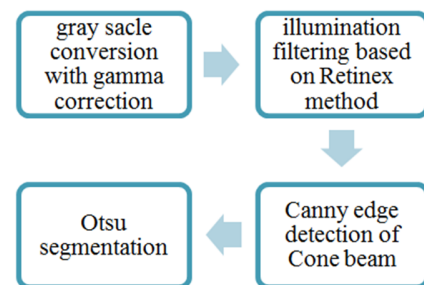 gray sacle
conversion
with gamma
correction
illumination
filtering based
on Retinex
method
Canny edge
detection of
Cone beam
Otsu
segmentation